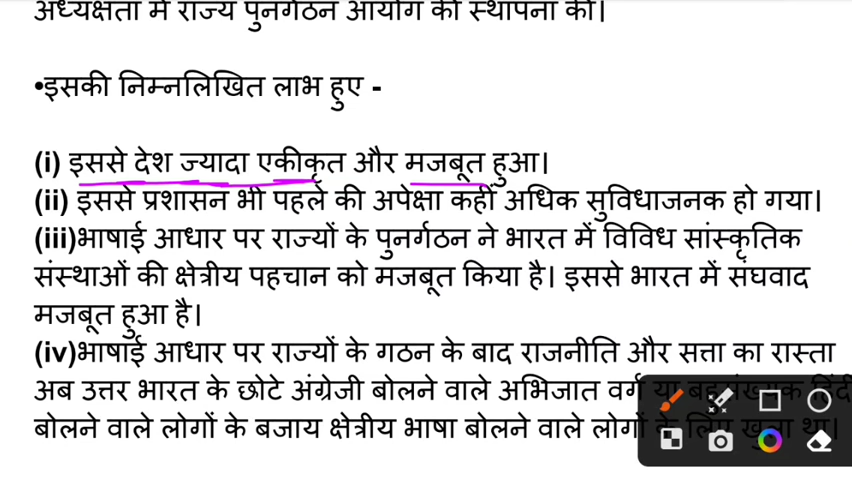 अध्यक्षता में राज्य पुनर्गठन आयोग की स्थापना की।
•इसकी निम्नलिखित लाभ हुए -
(i) इससे देश ज्यादा एकीकृत और मजबूत हुआ।
(ii) इससे प्रशासन भी पहले की अपेक्षा कहीं अधिक सुविधाजनक हो गया।
(iii)भाषाई आधार पर राज्यों के पुनर्गठन ने भारत में विविध सांस्कृतिक
संस्थाओं की क्षेत्रीय पहचान को मजबूत किया है। इससे भारत में संघवाद
मजबूत हुआ है।
(iv)भाषाई आधार पर राज्यों के गठन के बाद राजनीति और सत्ता का रास्ता
अब उत्तर भारत के छोटे अंग्रेजी बोलने वाले अभिजात वर्ग या बहुसंख्यक हिंदी
बोलने वाले लोगों के बजाय क्षेत्रीय भाषा बोलने वाले लोगों के लिए खुला था।